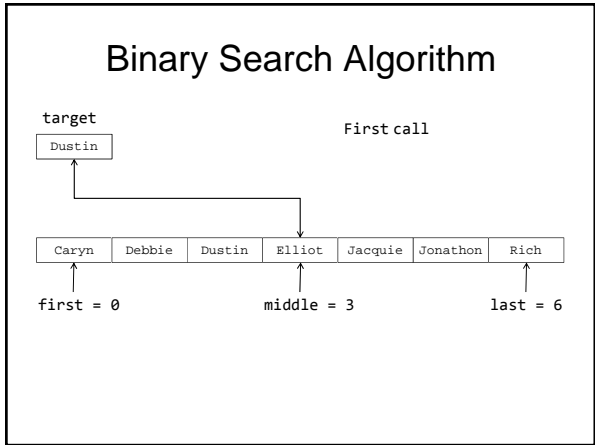 Binary Search Algorithm
target
First call
Dustin
Caryn Debbie Dustin Elliot Jacquie Jonathon Rich
first = 0 middle = 3 last = 6